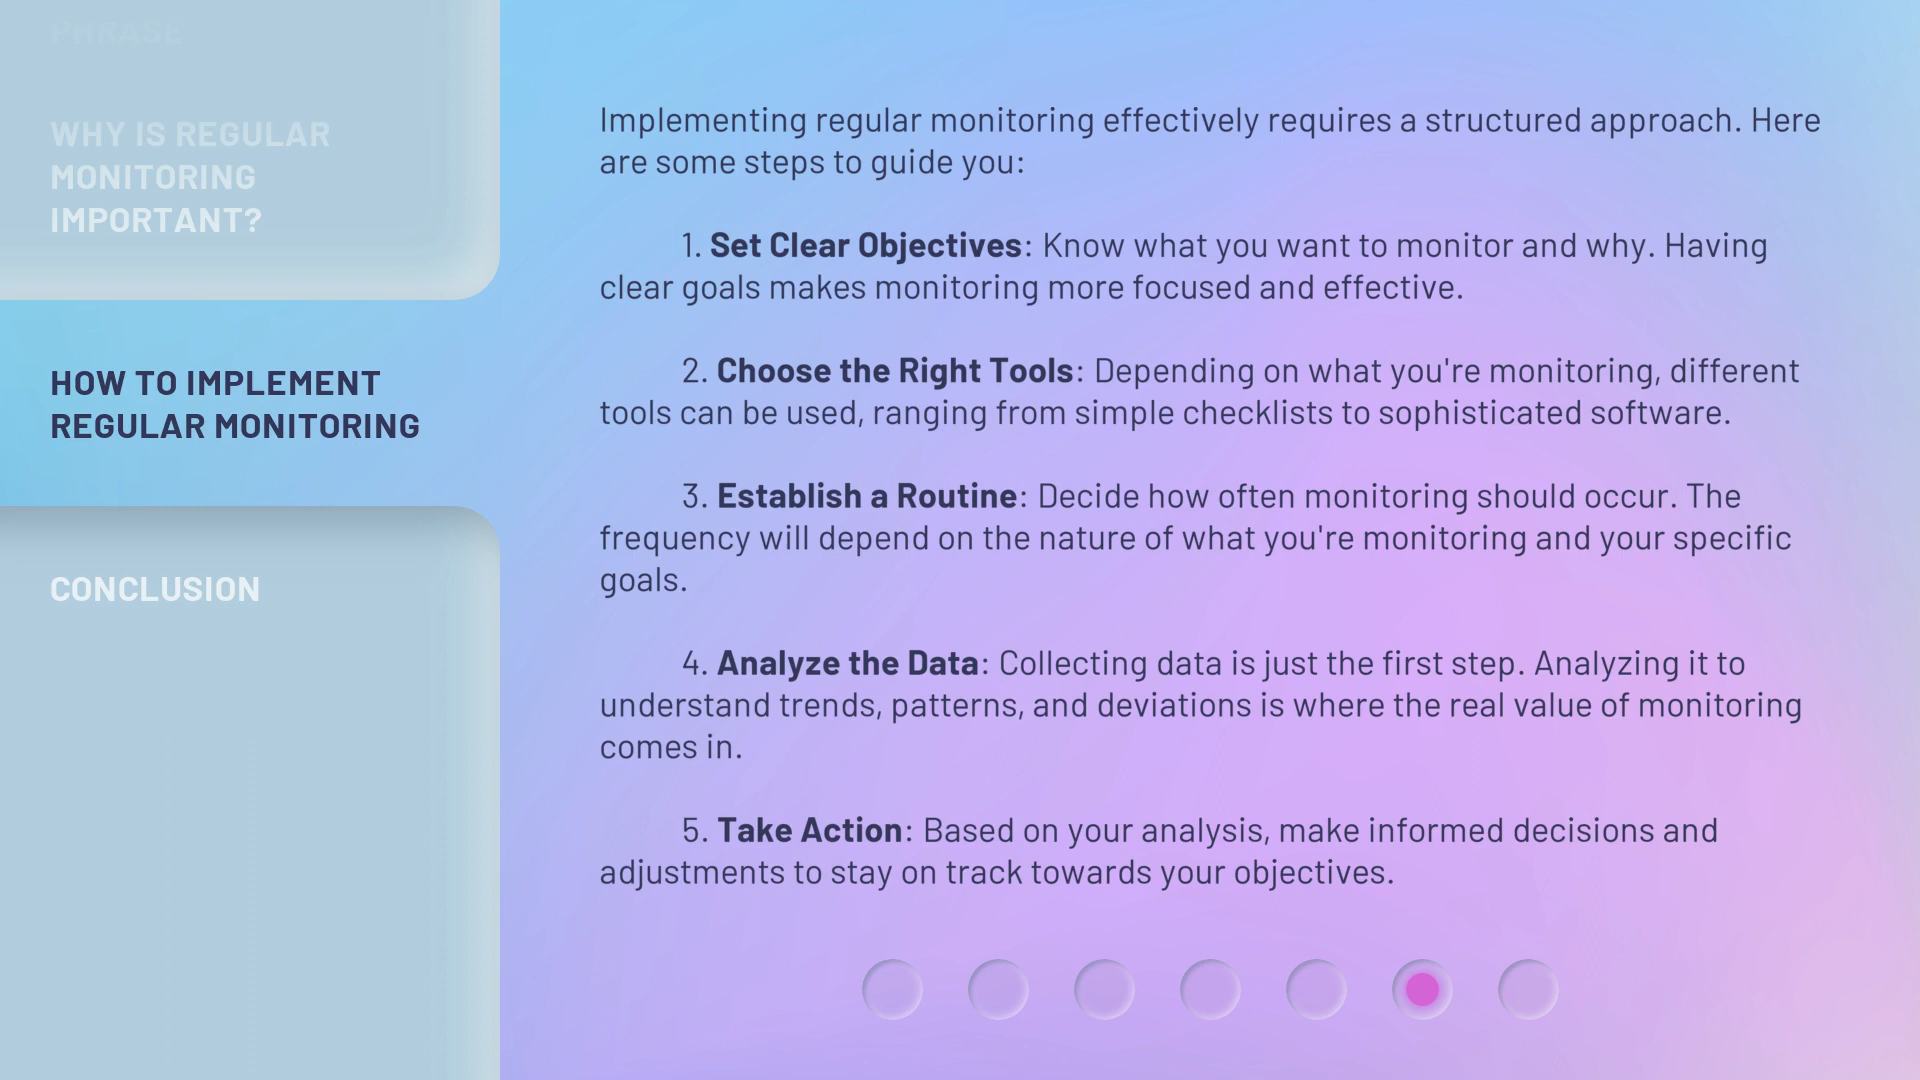 PHRASE
WHY IS REGULAR
MONITORING
IMPORTANT?
HOW TO IMPLEMENT
REGULAR MONITORING
CONCLUSION
Implementing regular monitoring effectively requires a structured approach. Here
are some steps to guide you:
1. Set Clear Objectives: Know what you want to monitor and why. Having
clear goals makes monitoring more focused and effective.
2. Choose the Right Tools: Depending on what you're monitoring, different
tools can be used, ranging from simple checklists to sophisticated software.
3. Establish a Routine: Decide how often monitoring should occur. The
frequency will depend on the nature of what you're monitoring and your specific
goals.
4. Analyze the Data: Collecting data is just the first step. Analyzing it to
understand trends, patterns, and deviations is where the real value of monitoring
comes in.
5. Take Action: Based on your analysis, make informed decisions and
adjustments to stay on track towards your objectives.